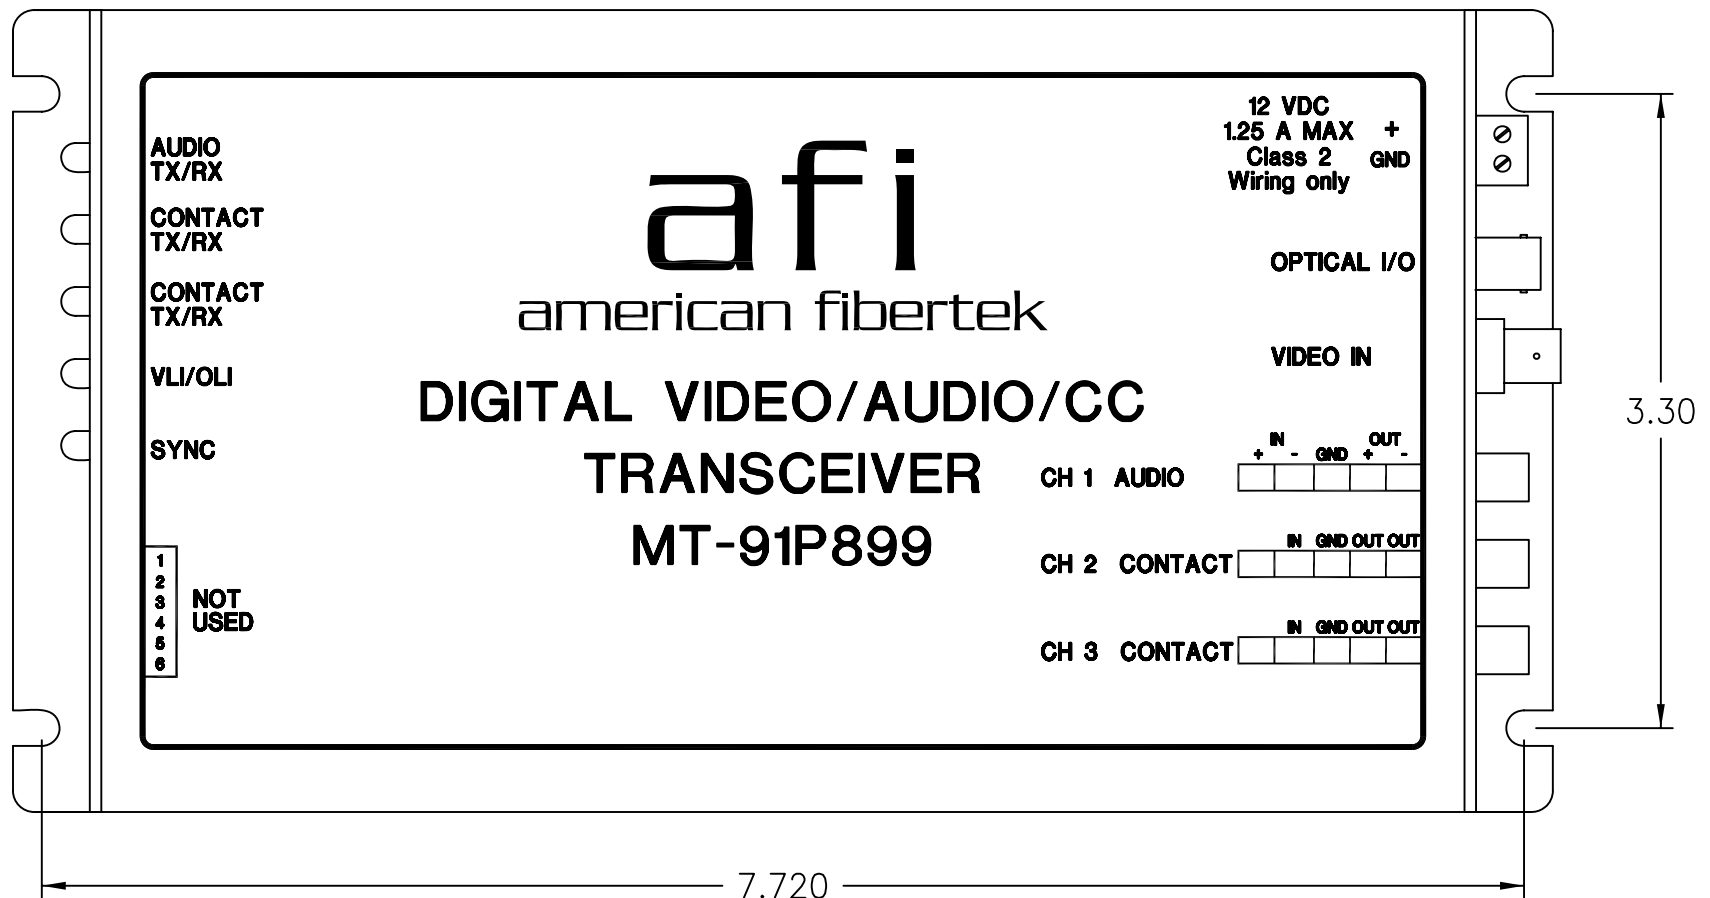 AUDIO
TX/RX
CONTACT
TX/RX
CONTACT
TX/RX
VLI/OLI
SYNC
1
2
3
4
5
6
NOT
USED
afi
american fibertek
DIGITAL VIDEO/AUDIO/CC
TRANSCEIVER
MT-91P899
12 VDC
1.25 A MAX +
Class 2 GND
Wiring only
OPTICAL I/O
VIDEO IN
IN OUT
+ - GND + -
CH 1 AUDIO
IN GND OUT OUT
CH 2 CONTACT
IN GND OUT OUT
CH 3 CONTACT
3.30
7.720